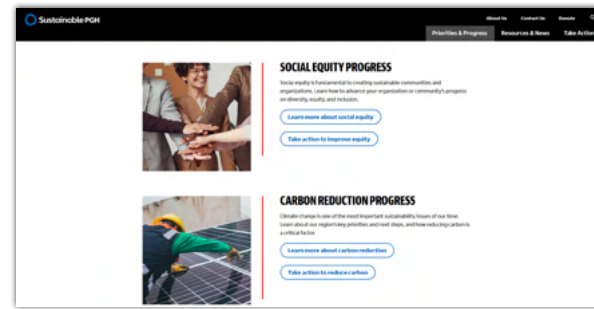 Sustainable PGH
About Us Contact Us Donate
Priorities & Progress Resources & News Take Action
SOCIAL EQUITY PROGRESS
Social equity is fundamental to creating sustainable communities and
organizations. Learn how to advance your organization or community's progress
on diversity, equity, and inclusion.
Learn more about social equity
Take action to improve equity
CARBON REDUCTION PROGRESS
Climate change is one of the most important sustainability issues of our time.
Learn about our region's key priorities and next steps, and how reducing carbon is
a critical factor
Learn more about carbon reduction
Take action to reduce carbon